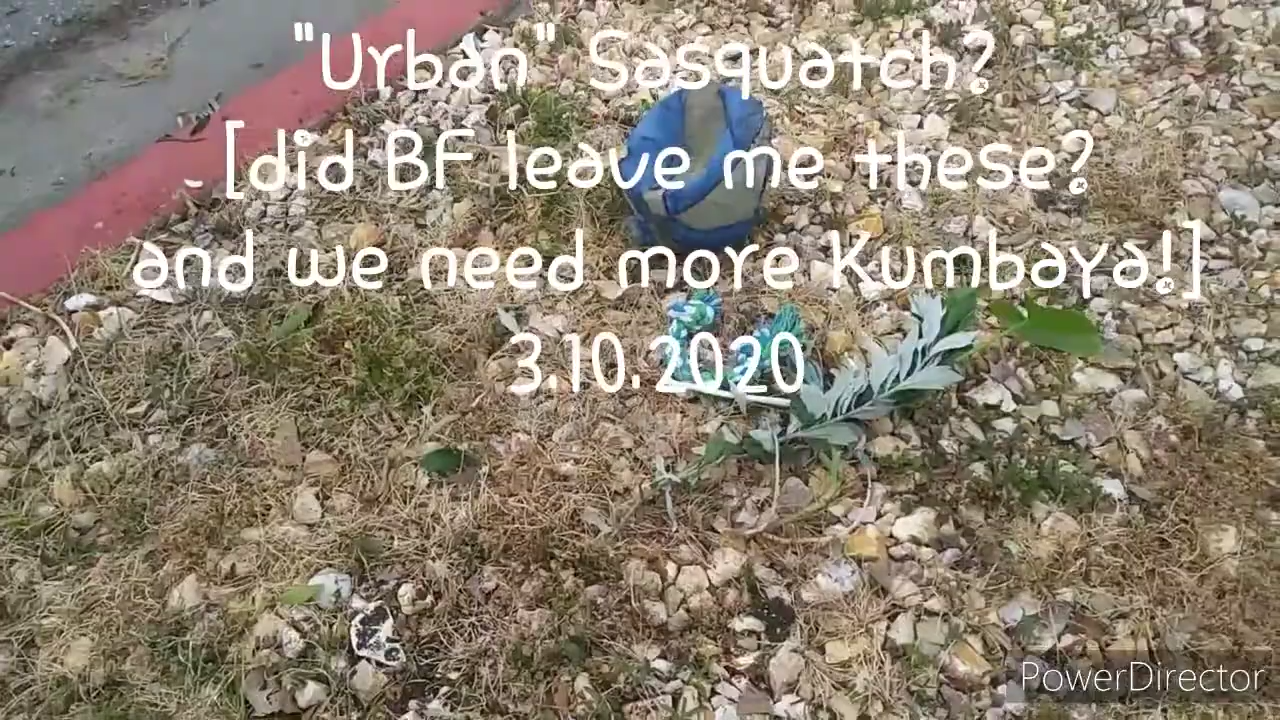 "Urban" Sasquatch?
[did BF leave me these?
and we need more Kumbaya!]
3.10.2020
PowerDirector